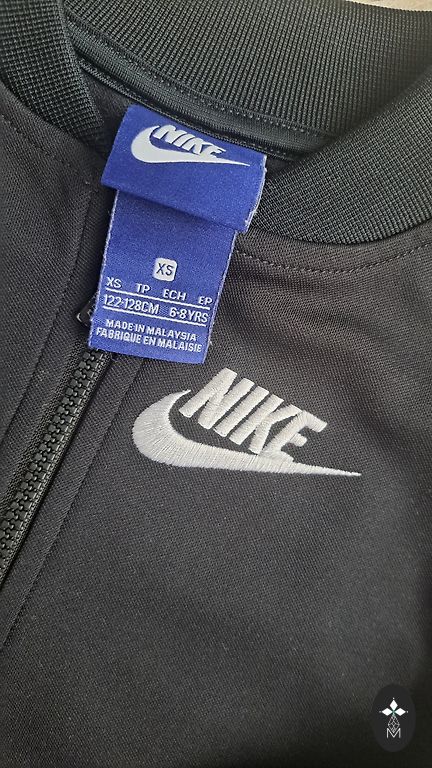 NIKE
XS
XS TP ECH EP
122-128CM 6-8YRS
MADE IN MALAYSIA
FABRIQUE EN MALAISIE
NIKE
M